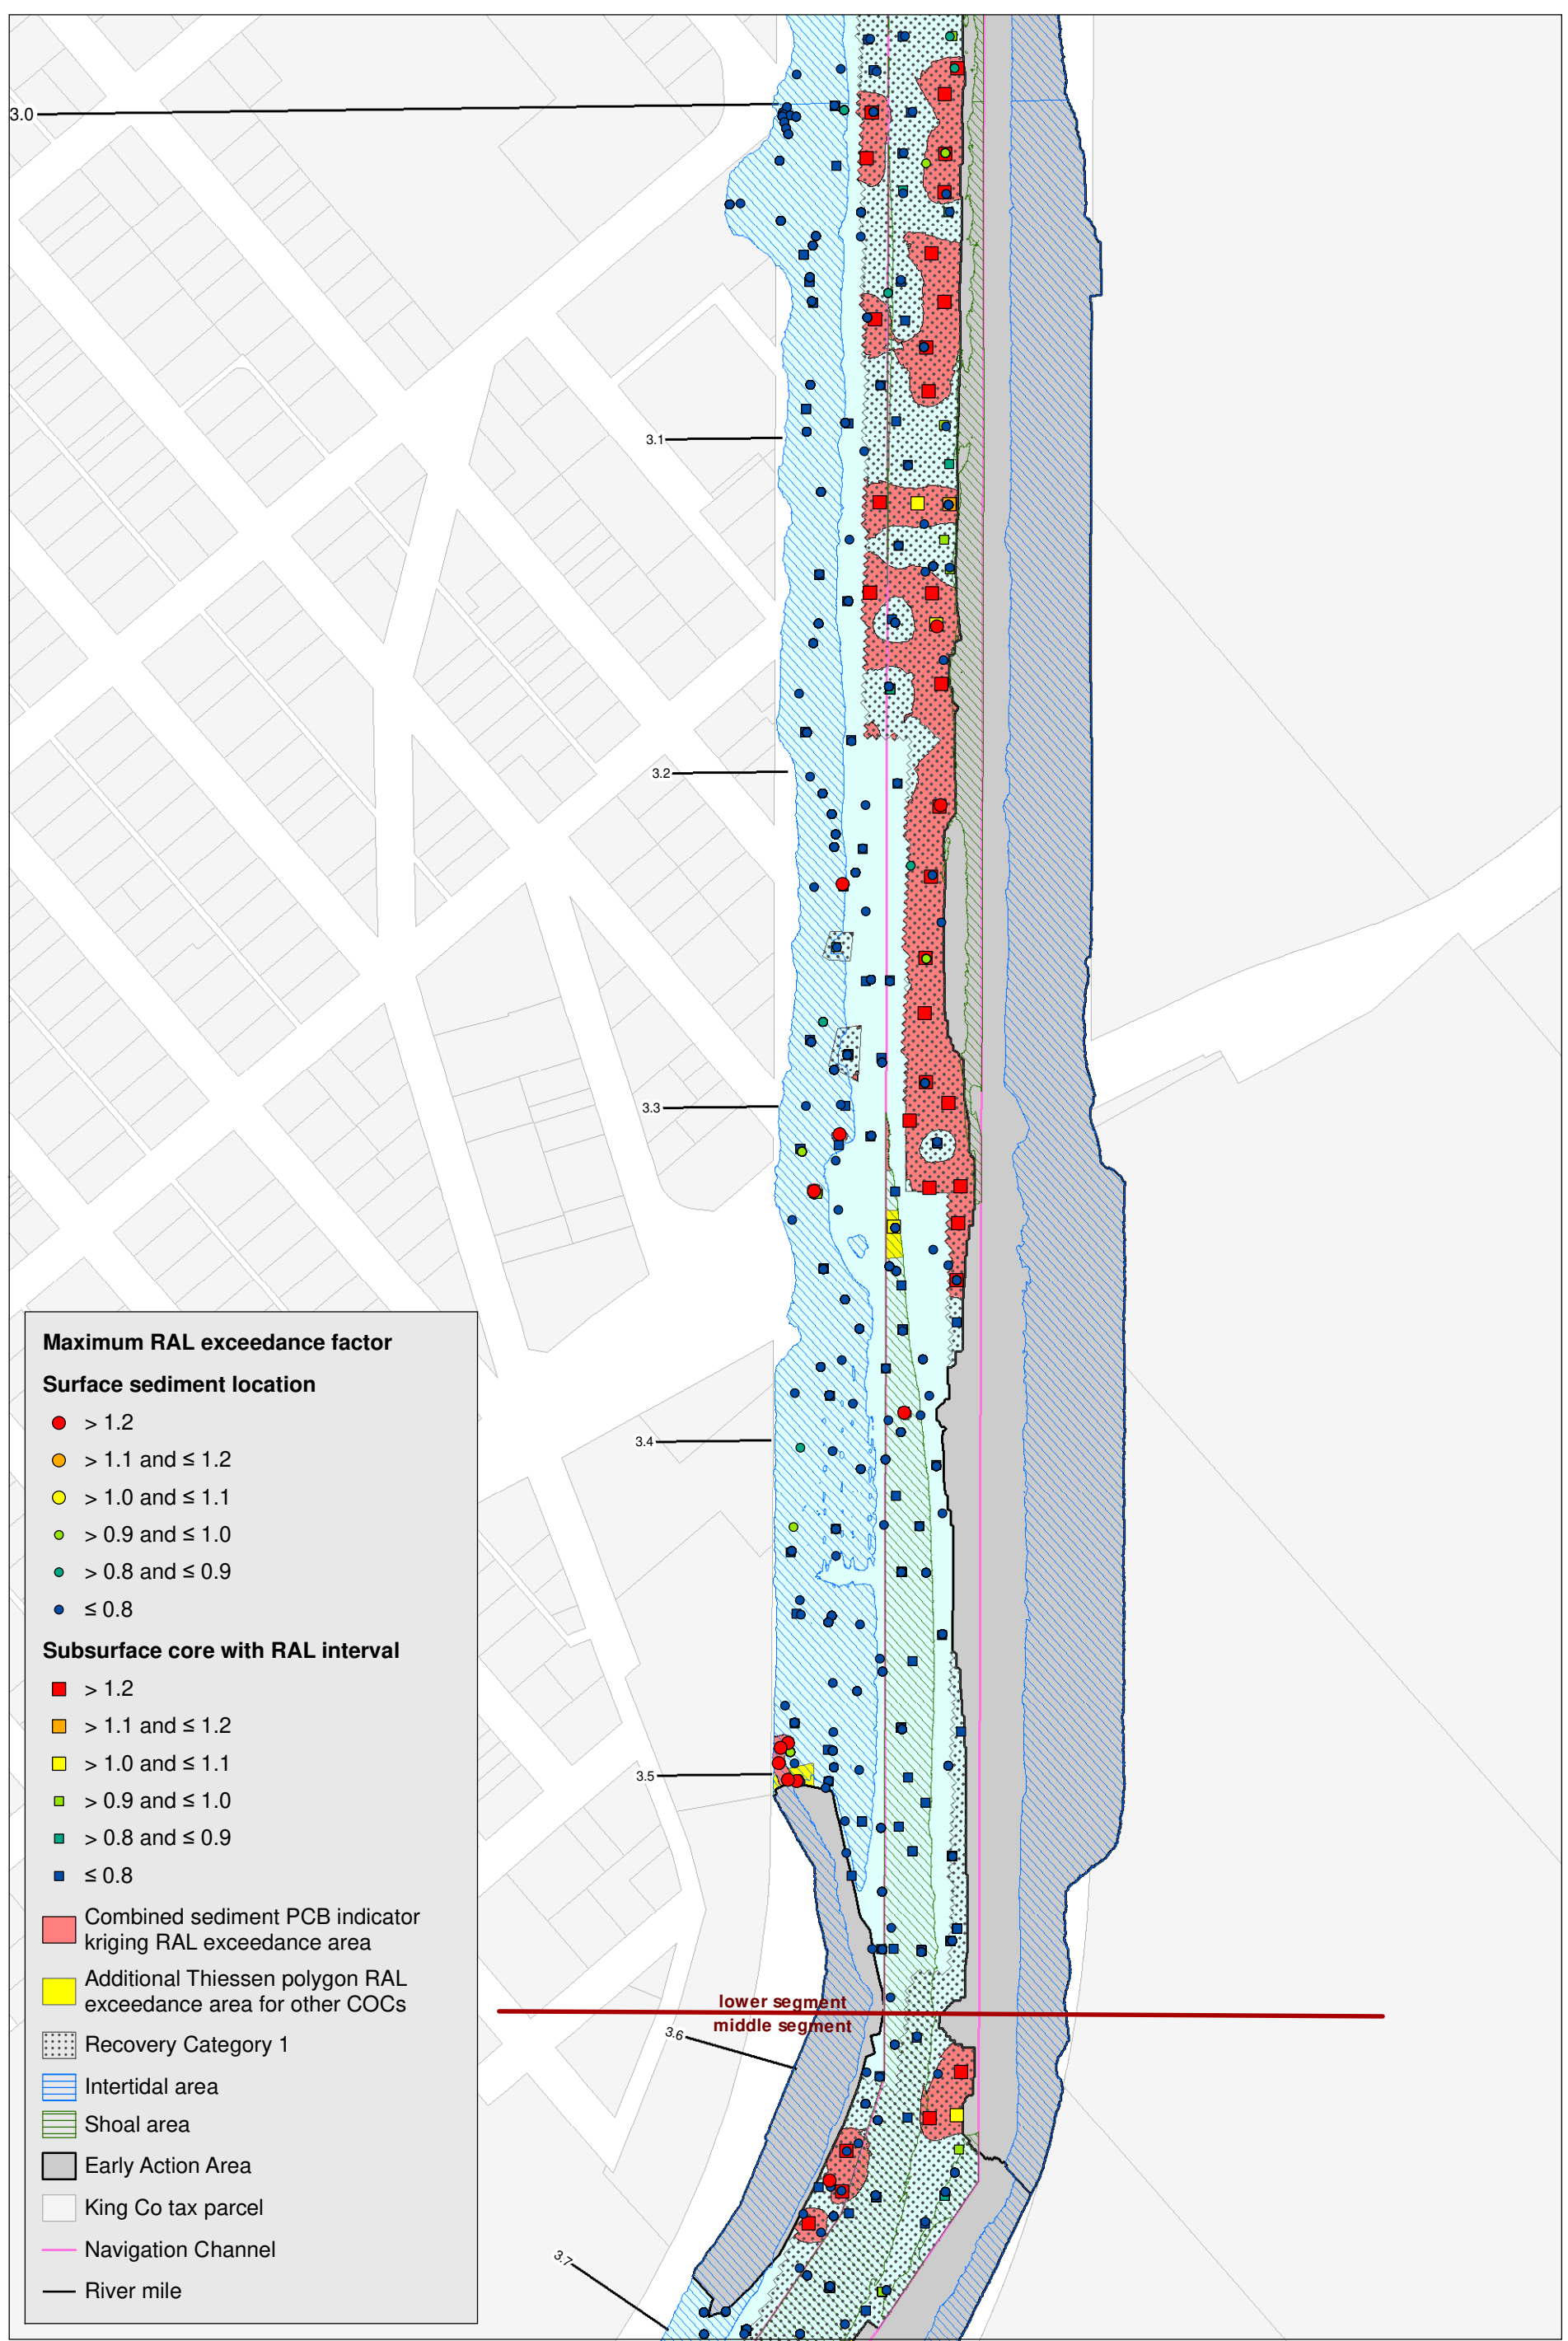 3.0
3.1
3.2
3.3
Maximum RAL exceedance factor
Surface sediment location
> 1.2
> 1.1 and ≤ 1.2
> 1.0 and ≤ 1.1
> 0.9 and ≤ 1.0
> 0.8 and ≤ 0.9
≤ 0.8
Subsurface core with RAL interval
> 1.2
> 1.1 and ≤ 1.2
> 1.0 and ≤ 1.1
> 0.9 and ≤ 1.0
> 0.8 and ≤ 0.9
≤ 0.8
Combined sediment PCB indicator
kriging RAL exceedance area
Additional Thiessen polygon RAL
exceedance area for other COCs
Recovery Category 1
Intertidal area
Shoal area
Early Action Area
King Co tax parcel
Navigation Channel
River mile
3.4
3.5
lower segment
middle segment
3.6
3.7